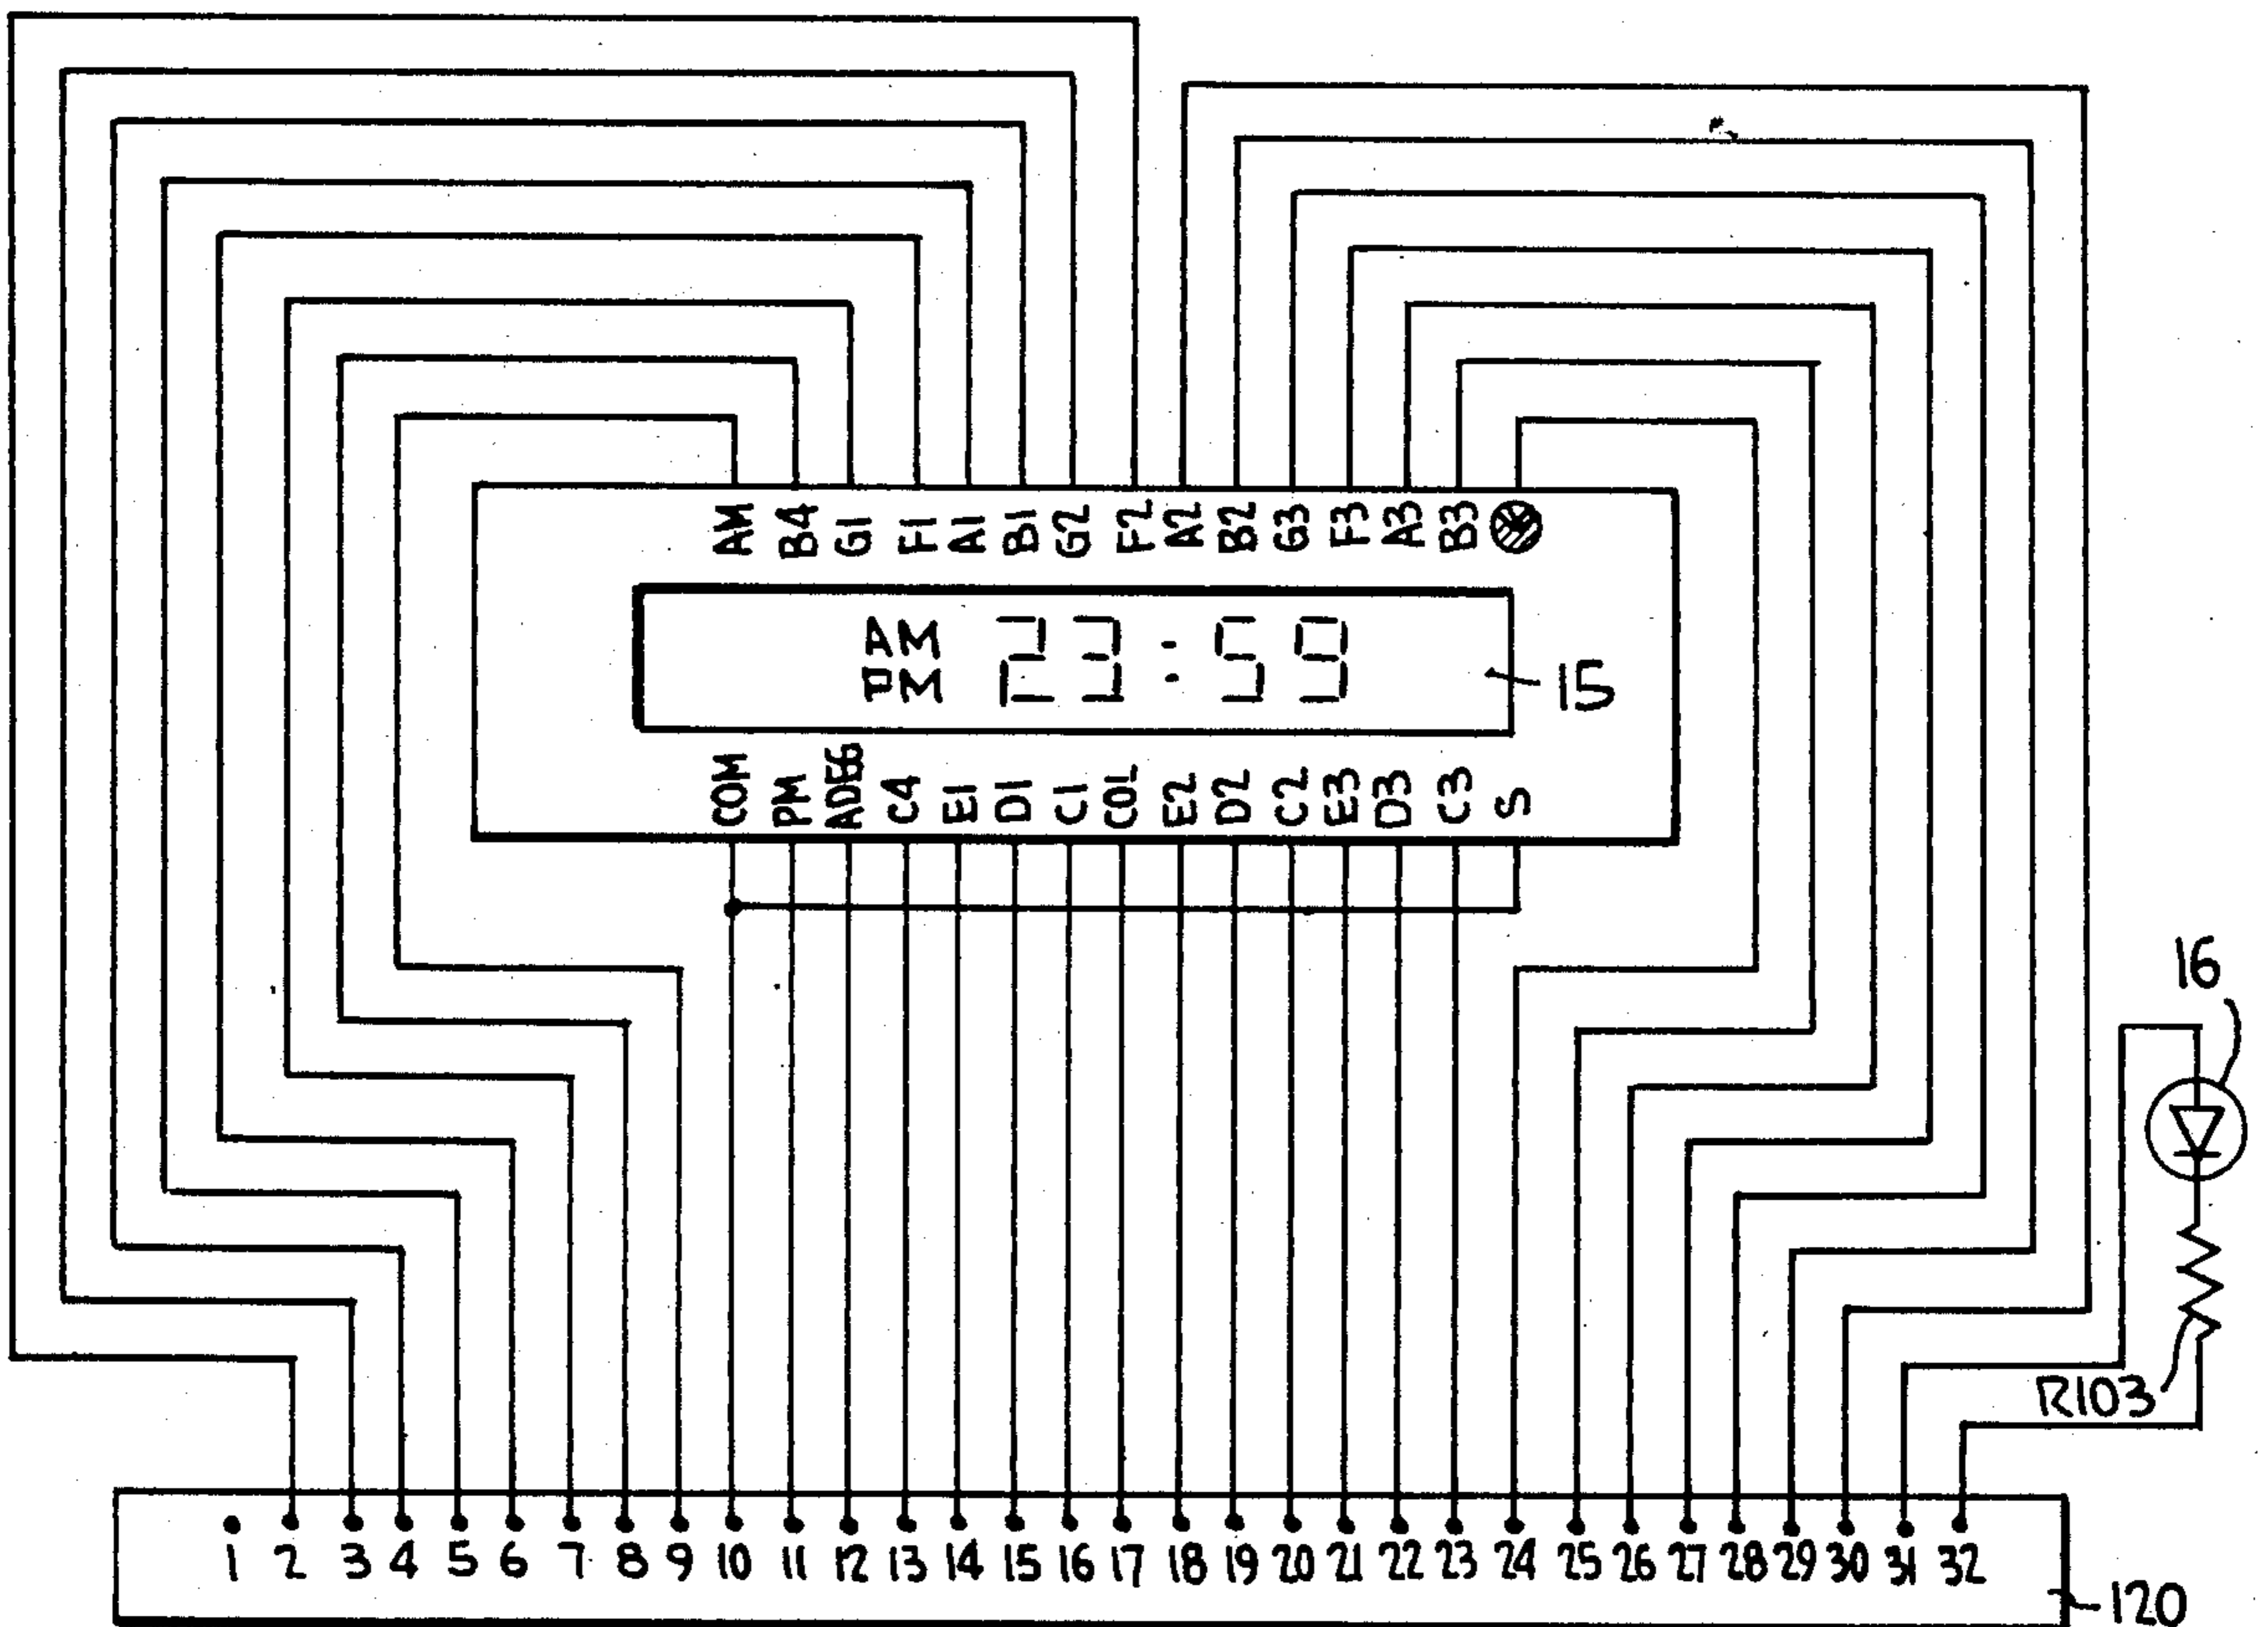 AM B4 G1 F1 A1 B1 G2 F2 A2 B2 G3 F3 A3 B3
AM 23:59
PM
15
COM PM ADEG C4 E1 D1 C1 COL E2 D2 C2 E3 D3 C3 S
16
R103
1 2 3 4 5 6 7 8 9 10 11 12 13 14 15 16 17 18 19 20 21 22 23 24 25 26 27 28 29 30 31 32
120